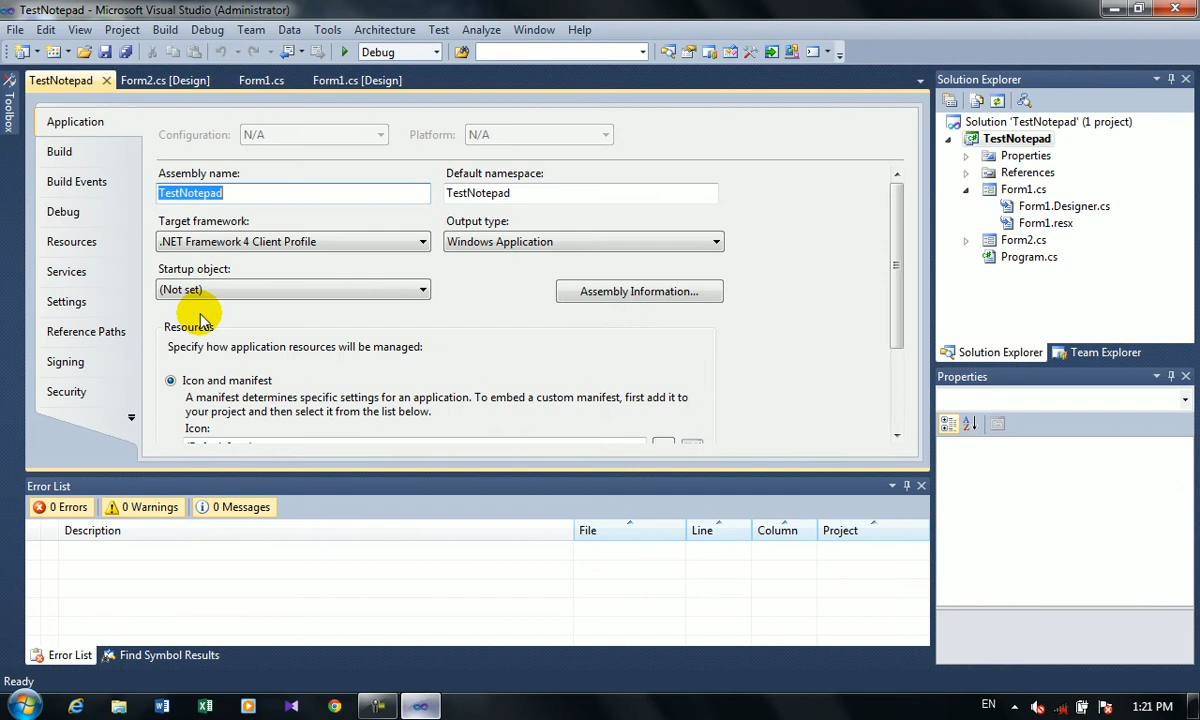 TestNotepad - Microsoft Visual Studio (Administrator)
File Edit View Project Build Debug Team Data Tools Architecture Test Analyze Window Help
Debug
TestNotepad Form2.cs [Design] Form1.cs Form1.cs [Design]
Toolbox
Application
Build
Build Events
Debug
Resources
Services
Settings
Reference Paths
Signing
Security
Configuration: N/A Platform: N/A
Assembly name: Default namespace:
TestNotepad TestNotepad
Target framework: Output type:
.NET Framework 4 Client Profile Windows Application
Startup object:
(Not set) Assembly Information...
Resources
Specify how application resources will be managed:
Icon and manifest
A manifest determines specific settings for an application. To embed a custom manifest, first add it to
your project and then select it from the list below.
Icon:
Solution Explorer
Solution 'TestNotepad' (1 project)
TestNotepad
Properties
References
Form1.cs
Form1.Designer.cs
Form1.resx
Form2.cs
Program.cs
Solution Explorer Team Explorer
Properties
Error List
0 Errors 0 Warnings 0 Messages
Description File Line Column Project
Error List Find Symbol Results
Ready
EN 1:21 PM